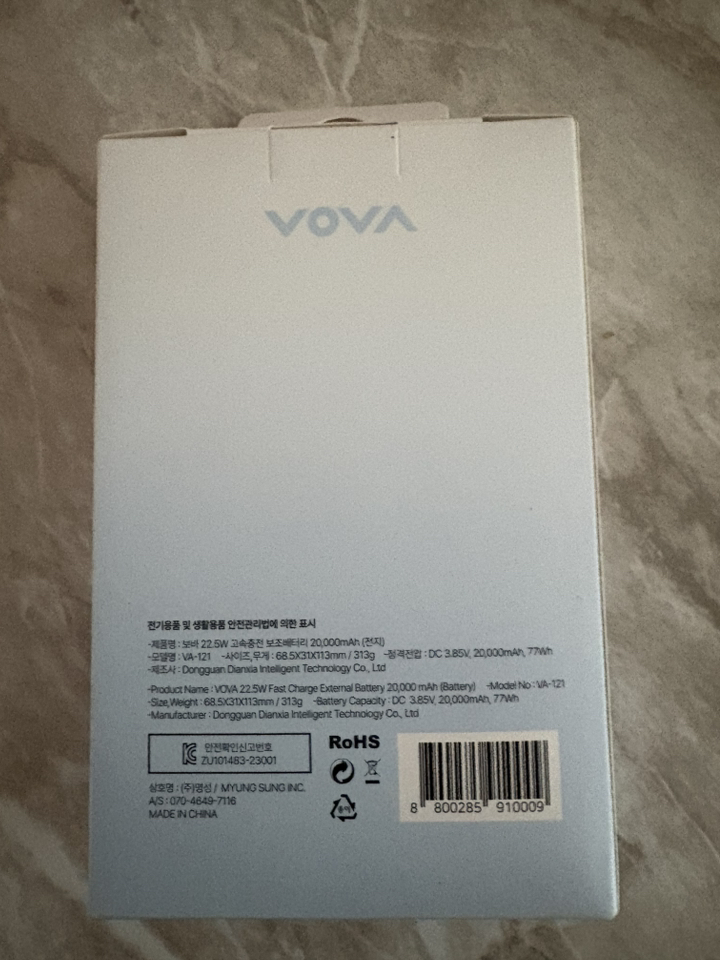 VOVA
전기용품 및 생활용품 안전관리법에 의한 표시
-제품명 : 보바 22.5W 고속충전 보조배터리 20,000mAh (전지)
-모델명 : VA-121 -사이즈,무게 : 68.5X31X113mm / 313g -정격전압 : DC 3.85V, 20,000mAh, 77Wh
-제조사 : Dongguan Dianxia Intelligent Technology Co., Ltd
-Product Name : VOVA 22.5W Fast Charge External Battery 20,000 mAh (Battery) -Model No : VA-121
-Size,Weight : 68.5X31X113mm / 313g -Battery Capacity : DC 3.85V, 20,000mAh, 77Wh
-Manufacturer : Dongguan Dianxia Intelligent Technology Co., Ltd
안전확인신고번호
ZU101483-23001
RoHS
상호명 : (주)명성 / MYUNG SUNG INC.
A/S : 070-4649-7116
MADE IN CHINA
종이
8 800285 910009